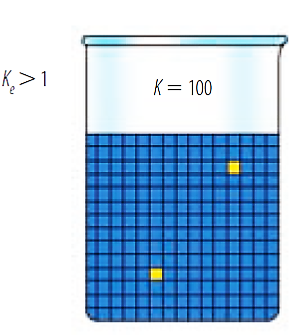 Kₑ > 1
K = 100